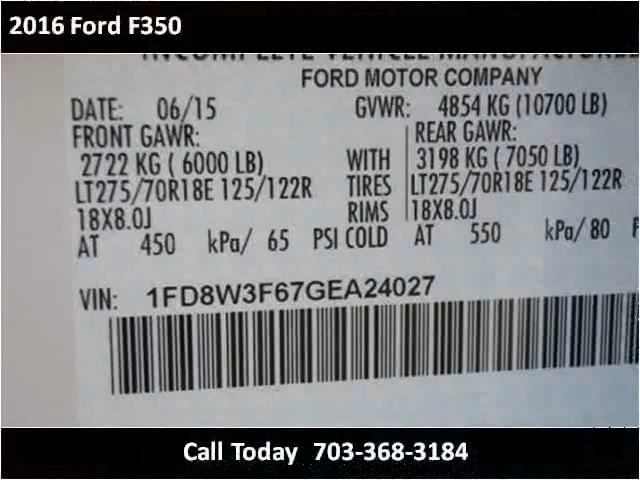 2016 Ford F350
INCOMPLETE VEHICLE MANUFACTURED
FORD MOTOR COMPANY
DATE: 06/15 GVWR: 4854 KG (10700 LB)
FRONT GAWR: REAR GAWR:
2722 KG ( 6000 LB) WITH 3198 KG ( 7050 LB)
LT275/70R18E 125/122R TIRES LT275/70R18E 125/122R
18X8.0J RIMS 18X8.0J
AT 450 kPa/ 65 PSI COLD AT 550 kPa/ 80
VIN: 1FD8W3F67GEA24027
Call Today 703-368-3184